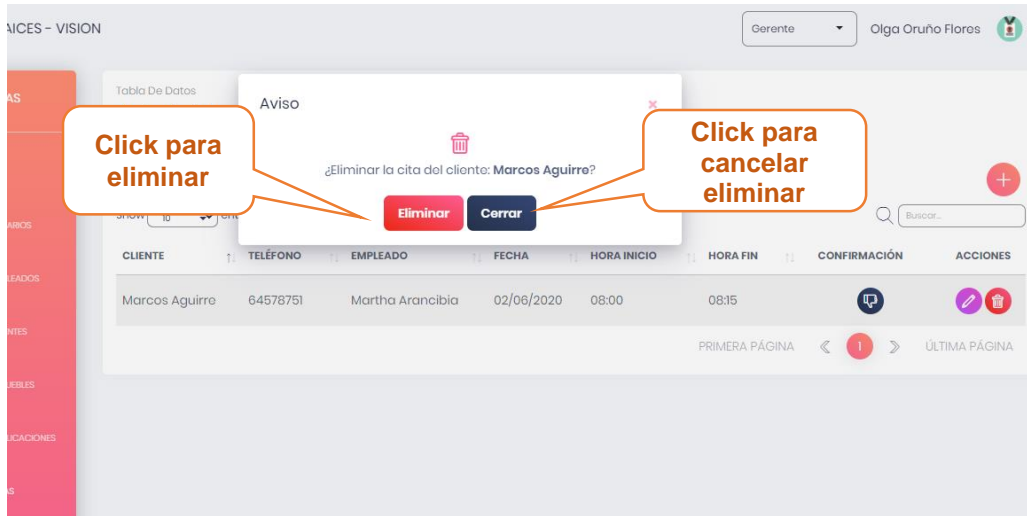 AICES - VISION
Gerente
Olga Oruño Flores
AS
Tabla De Datos
Aviso
×
Click para
eliminar
Click para
cancelar
eliminar
¿Eliminar la cita del cliente: Marcos Aguirre?
Eliminar Cerrar
Show 10 ent
Buscar...
ARIOS
CLIENTE TELÉFONO EMPLEADO FECHA HORA INICIO HORA FIN CONFIRMACIÓN ACCIONES
LEADOS
Marcos Aguirre 64578751 Martha Arancibia 02/06/2020 08:00 08:15
NTES
PRIMERA PÁGINA « 1 » ÚLTIMA PÁGINA
UEBLES
LICACIONES
AS